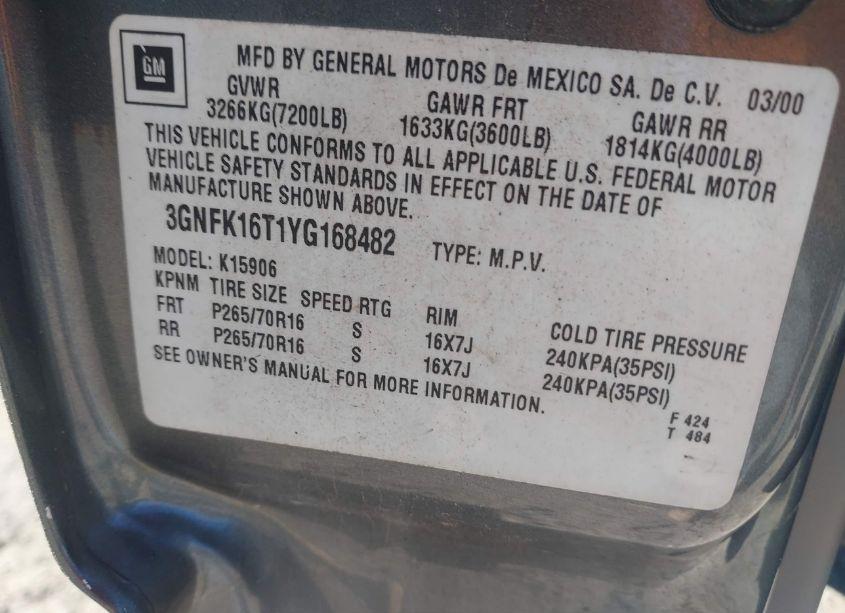 GM
MFD BY GENERAL MOTORS De MEXICO SA. De C.V. 03/00
GVWR GAWR FRT GAWR RR
3266KG(7200LB) 1633KG(3600LB) 1814KG(4000LB)
THIS VEHICLE CONFORMS TO ALL APPLICABLE U.S. FEDERAL MOTOR
VEHICLE SAFETY STANDARDS IN EFFECT ON THE DATE OF
MANUFACTURE SHOWN ABOVE.
3GNFK16T1YG168482 TYPE: M.P.V.
MODEL: K15906
KPNM TIRE SIZE SPEED RTG RIM COLD TIRE PRESSURE
FRT P265/70R16 S 16X7J 240KPA(35PSI)
RR P265/70R16 S 16X7J 240KPA(35PSI)
SEE OWNER'S MANUAL FOR MORE INFORMATION.
F 424
T 484